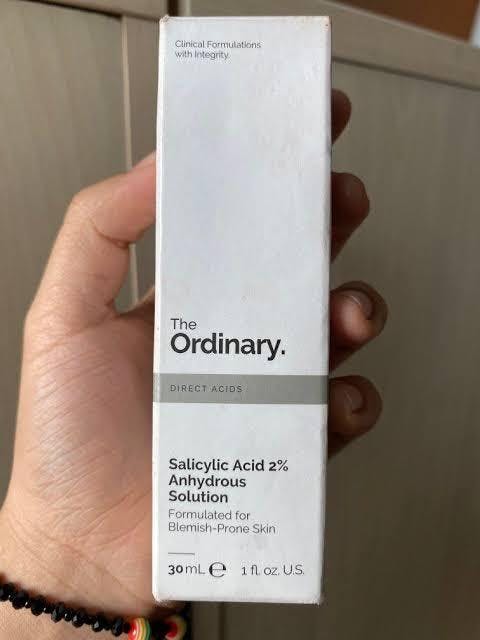 Clinical Formulations
with Integrity.
The
Ordinary.
DIRECT ACIDS
Salicylic Acid 2%
Anhydrous
Solution
Formulated for
Blemish-Prone Skin
30 mL ℮ 1 fl. oz. U.S.